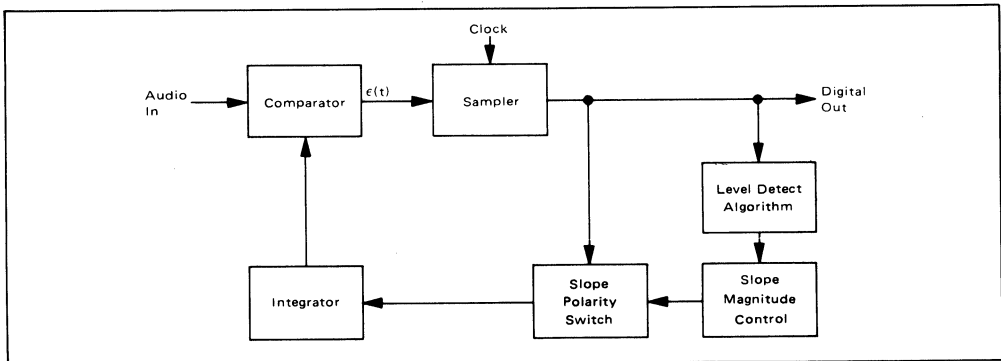 Clock
Audio
In
Comparator
ϵ(t)
Sampler
Digital
Out
Level Detect
Algorithm
Integrator
Slope
Polarity
Switch
Slope
Magnitude
Control